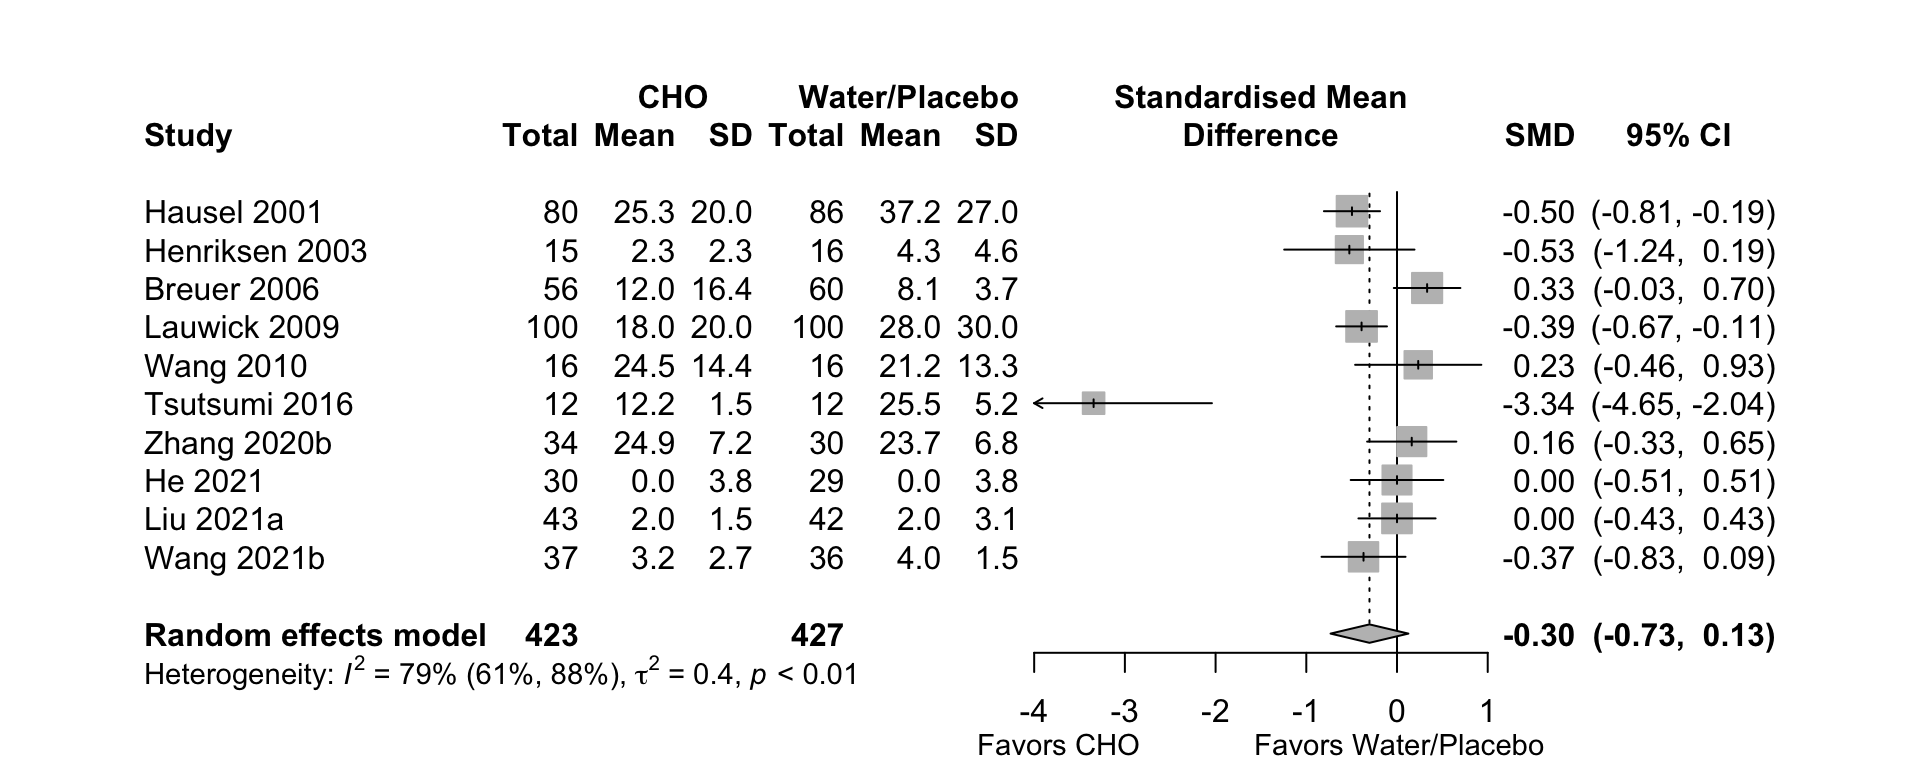 CHO Water/Placebo Standardised Mean
Study Total Mean SD Total Mean SD Difference SMD 95% CI
Hausel 2001 80 25.3 20.0 86 37.2 27.0 -0.50 (-0.81, -0.19)
Henriksen 2003 15 2.3 2.3 16 4.3 4.6 -0.53 (-1.24, 0.19)
Breuer 2006 56 12.0 16.4 60 8.1 3.7 0.33 (-0.03, 0.70)
Lauwick 2009 100 18.0 20.0 100 28.0 30.0 -0.39 (-0.67, -0.11)
Wang 2010 16 24.5 14.4 16 21.2 13.3 0.23 (-0.46, 0.93)
Tsutsumi 2016 12 12.2 1.5 12 25.5 5.2 -3.34 (-4.65, -2.04)
Zhang 2020b 34 24.9 7.2 30 23.7 6.8 0.16 (-0.33, 0.65)
He 2021 30 0.0 3.8 29 0.0 3.8 0.00 (-0.51, 0.51)
Liu 2021a 43 2.0 1.5 42 2.0 3.1 0.00 (-0.43, 0.43)
Wang 2021b 37 3.2 2.7 36 4.0 1.5 -0.37 (-0.83, 0.09)
Random effects model 423 427 -0.30 (-0.73, 0.13)
Heterogeneity: I² = 79% (61%, 88%), τ² = 0.4, p < 0.01
-4 -3 -2 -1 0 1
Favors CHO Favors Water/Placebo